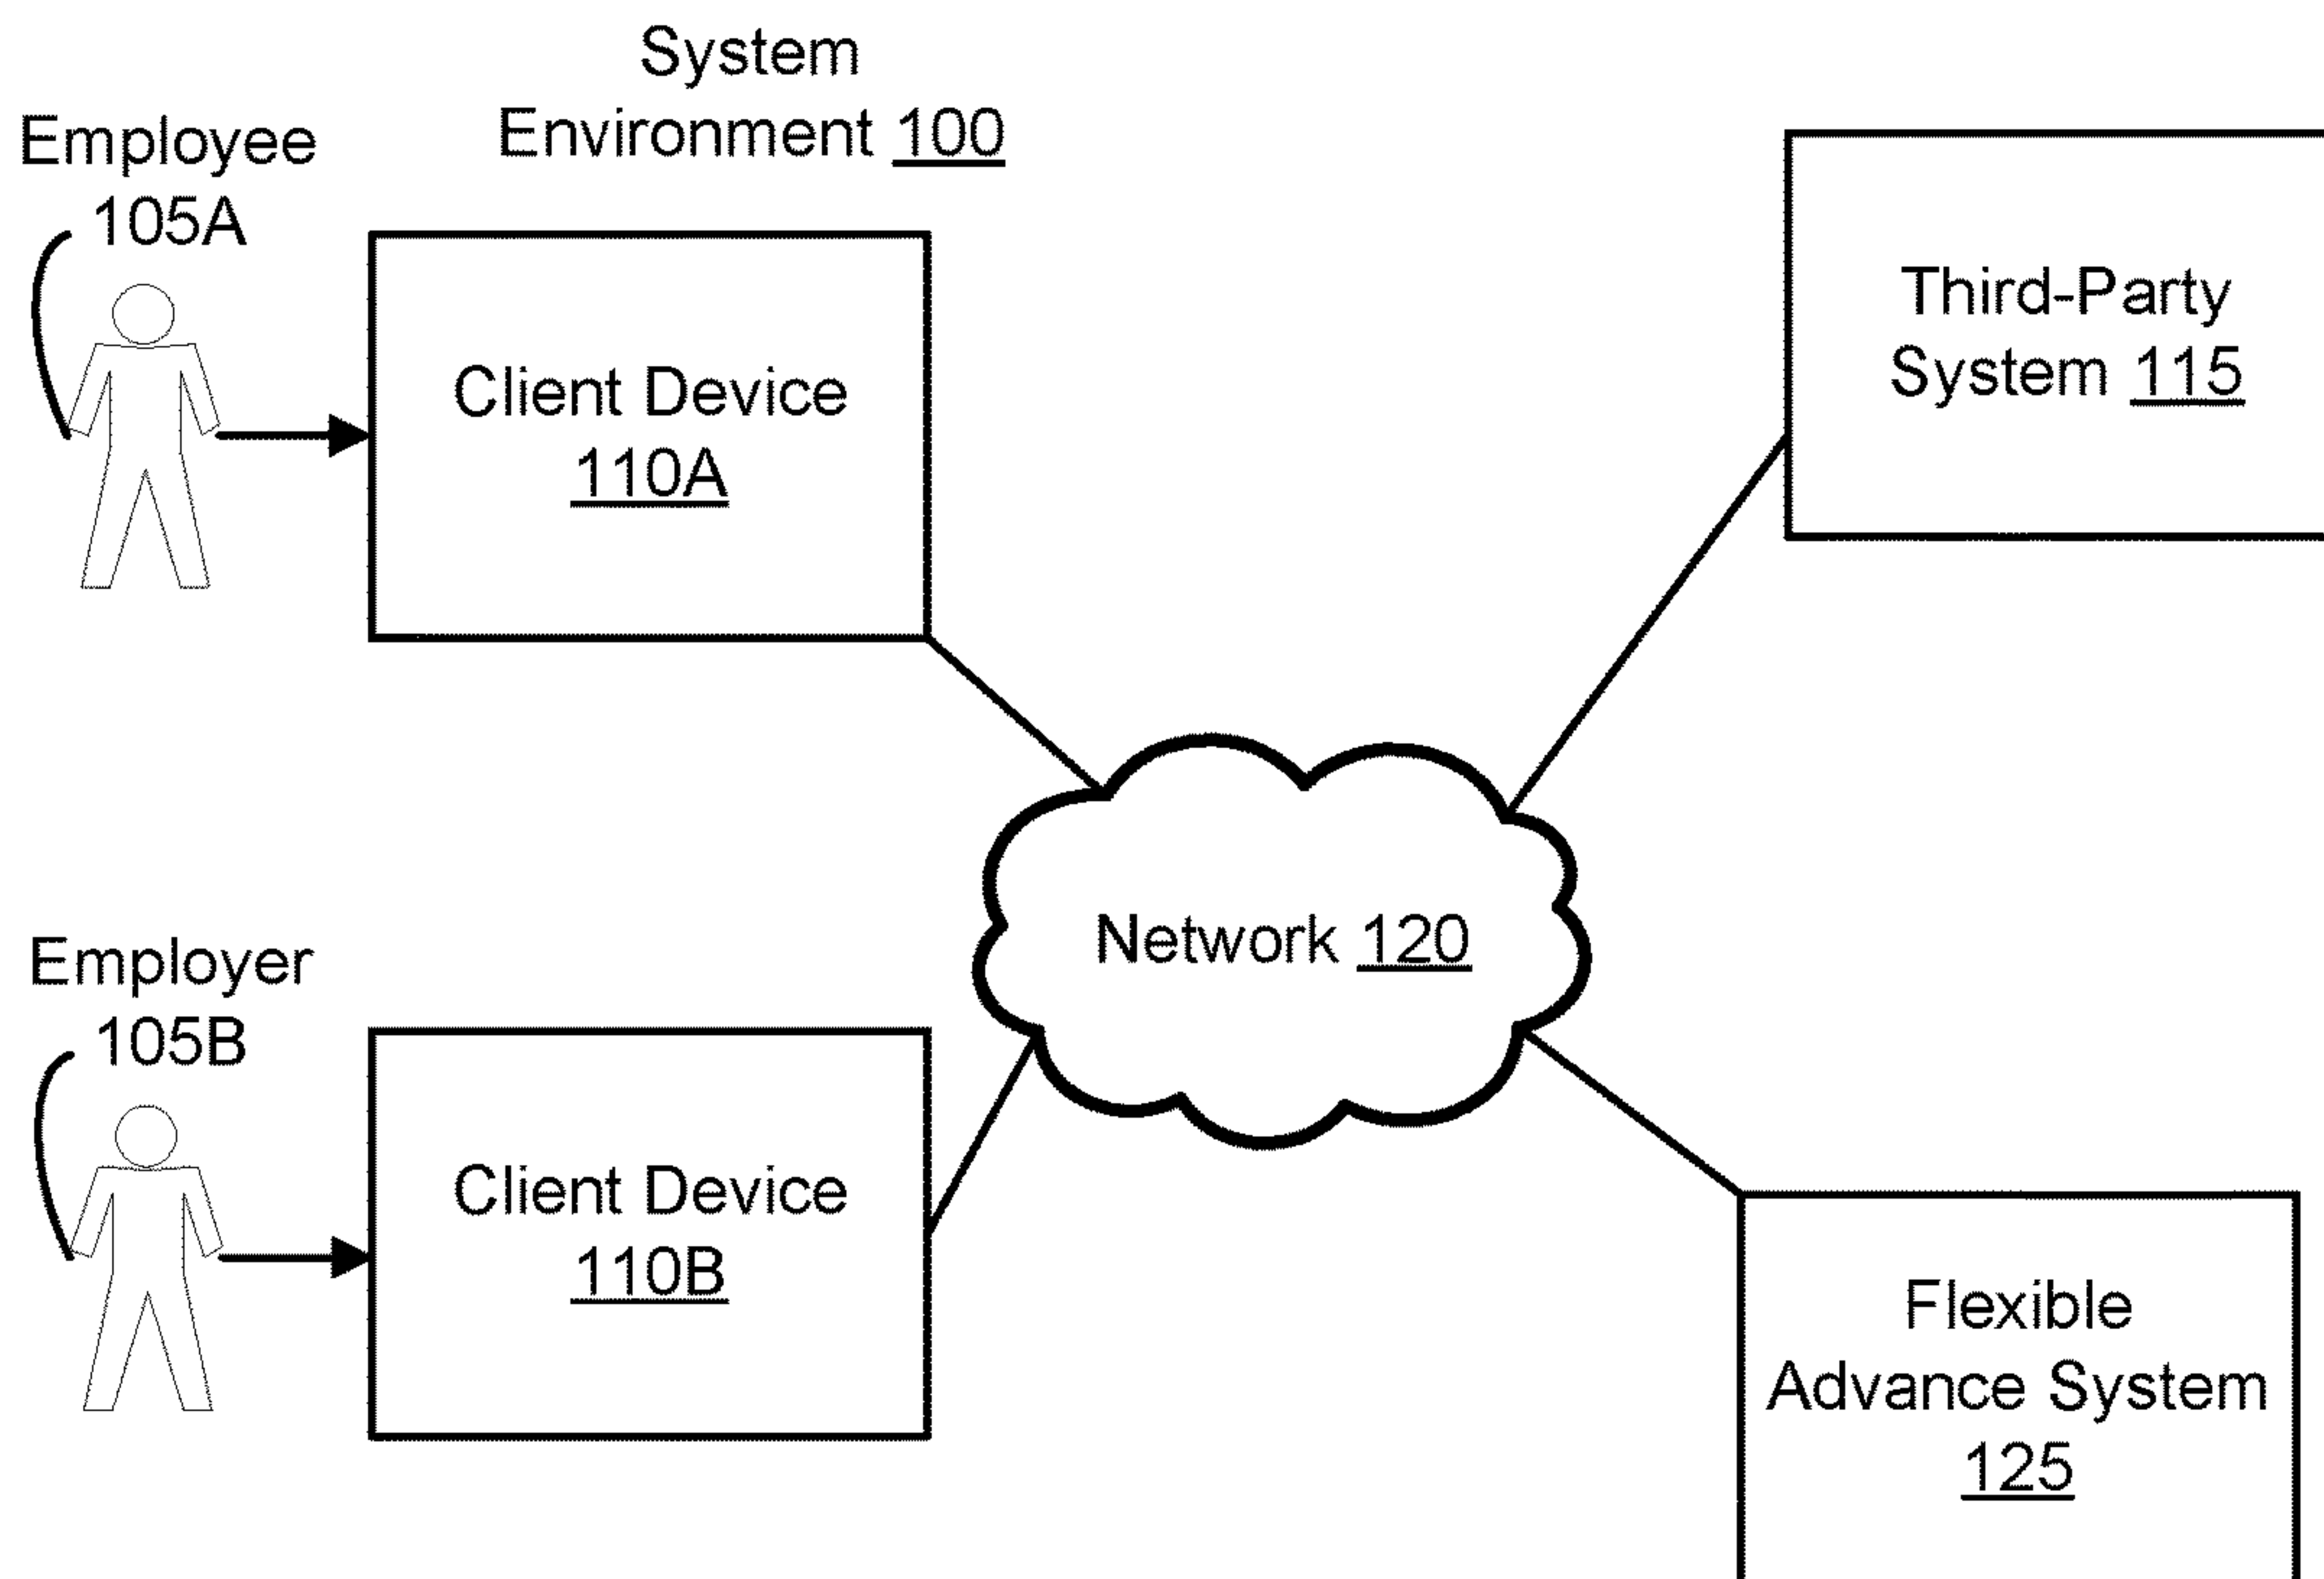 System
Environment 100
Employee
105A
Client Device
110A
Third-Party
System 115
Network 120
Employer
105B
Client Device
110B
Flexible
Advance System
125